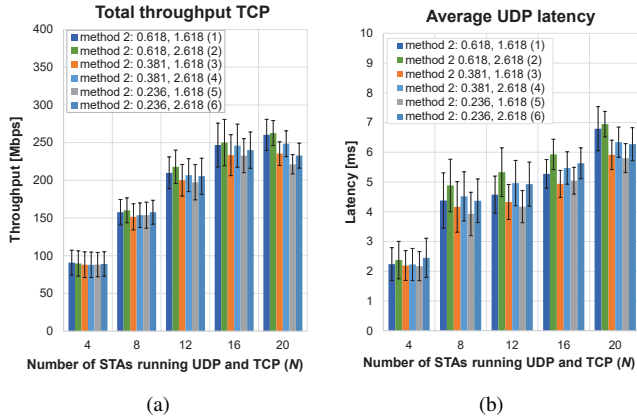 Total throughput TCP
400
350
300
250
200
150
100
50
0
Throughput [Mbps]
method 2: 0.618, 1.618 (1)
method 2: 0.618, 2.618 (2)
method 2: 0.381, 1.618 (3)
method 2: 0.381, 2.618 (4)
method 2: 0.236, 1.618 (5)
method 2: 0.236, 2.618 (6)
4 8 12 16 20
Number of STAs running UDP and TCP (N)
(a)
Average UDP latency
10
9
8
7
6
5
4
3
2
1
0
Latency [ms]
method 2: 0.618, 1.618 (1)
method 2 0.618, 2.618 (2)
method 2 0.381, 1.618 (3)
method 2: 0.381, 2.618 (4)
method 2: 0.236, 1.618 (5)
method 2: 0.236, 2.618 (6)
4 8 12 16 20
Number of STAs running UDP and TCP (N)
(b)